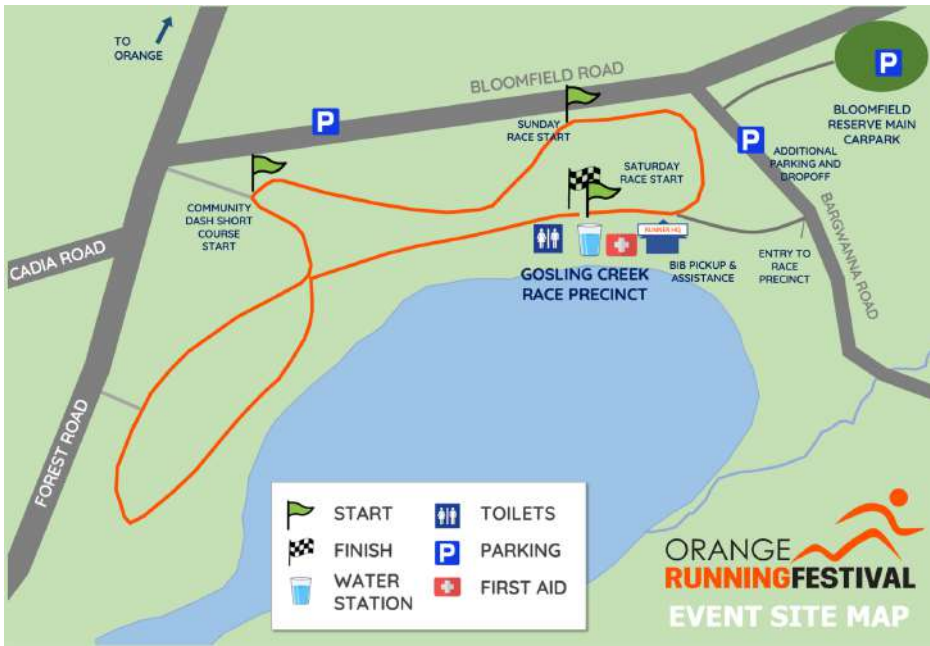 TO
ORANGE
BLOOMFIELD ROAD
P
P
BLOOMFIELD
RESERVE MAIN
CARPARK
P
SUNDAY
RACE START
ADDITIONAL
PARKING AND
DROPOFF
SATURDAY
RACE START
COMMUNITY
DASH SHORT
COURSE
START
CADIA ROAD
RUNNER HQ
BIB PICKUP &
ASSISTANCE
ENTRY TO
RACE
PRECINCT
BARGWANNA ROAD
GOSLING CREEK
RACE PRECINCT
FOREST ROAD
START
TOILETS
FINISH
P
PARKING
WATER
STATION
FIRST AID
ORANGE
RUNNINGFESTIVAL
EVENT SITE MAP